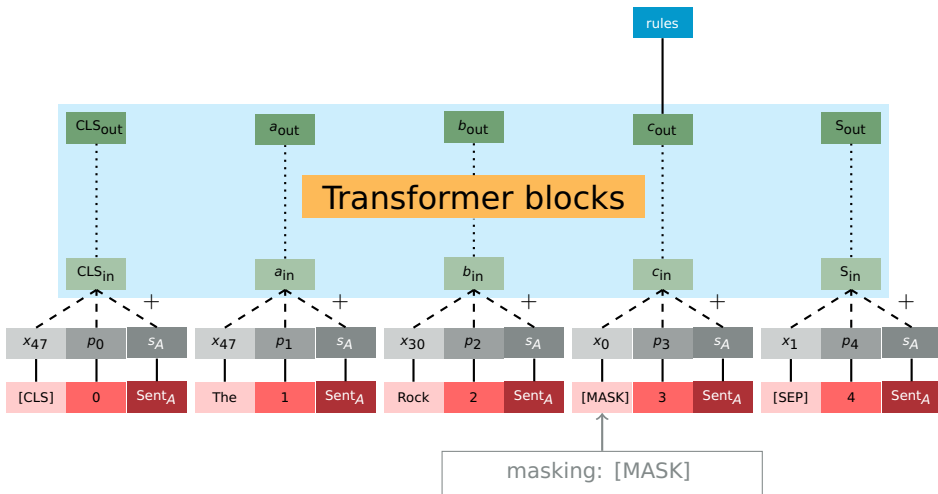 rules
CLSout aout bout cout Sout
Transformer blocks
CLSin ain bin cin Sin
+ + + + +
x47 p0 sA x47 p1 sA x30 p2 sA x0 p3 sA x1 p4 sA
[CLS] 0 SentA The 1 SentA Rock 2 SentA [MASK] 3 SentA [SEP] 4 SentA
masking: [MASK]